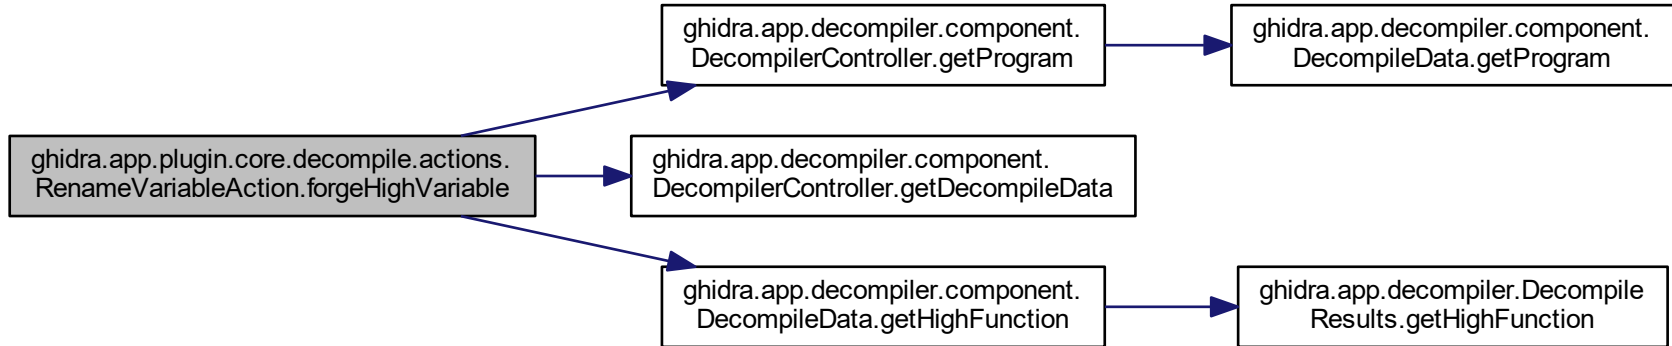 ghidra.app.decompiler.component.
DecompilerController.getProgram
ghidra.app.decompiler.component.
DecompileData.getProgram
ghidra.app.plugin.core.decompile.actions.
RenameVariableAction.forgeHighVariable
ghidra.app.decompiler.component.
DecompilerController.getDecompileData
ghidra.app.decompiler.component.
DecompileData.getHighFunction
ghidra.app.decompiler.Decompile
Results.getHighFunction